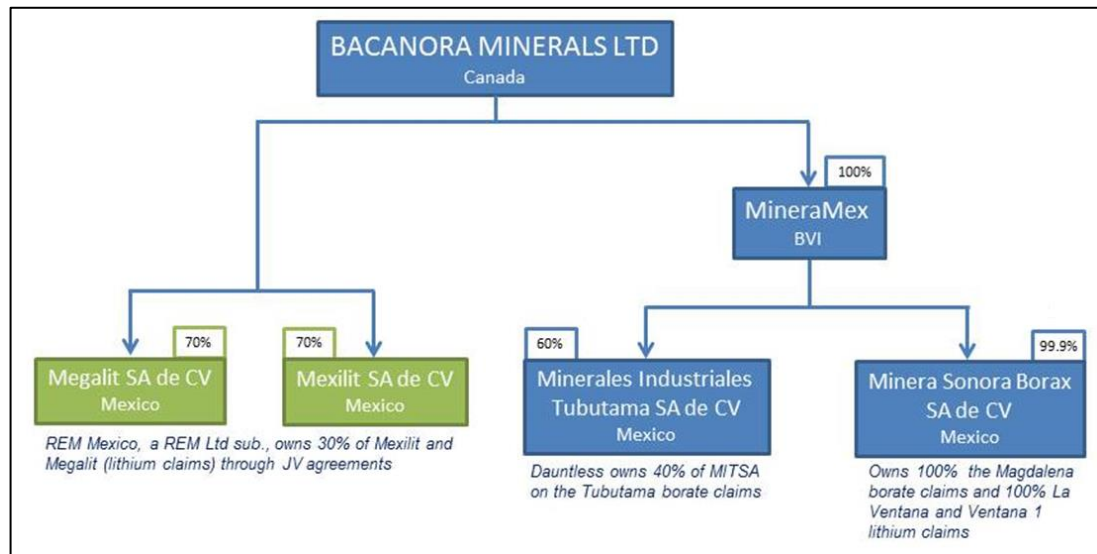 BACANORA MINERALS LTD
Canada
100%
MineraMex
BVI
70%
Megalit SA de CV
Mexico
70%
Mexilit SA de CV
Mexico
REM Mexico, a REM Ltd sub., owns 30% of Mexilit and
Megalit (lithium claims) through JV agreements
60%
Minerales Industriales
Tubutama SA de CV
Mexico
Dauntless owns 40% of MITSA
on the Tubutama borate claims
99.9%
Minera Sonora Borax
SA de CV
Mexico
Owns 100% the Magdalena
borate claims and 100% La
Ventana and Ventana 1
lithium claims